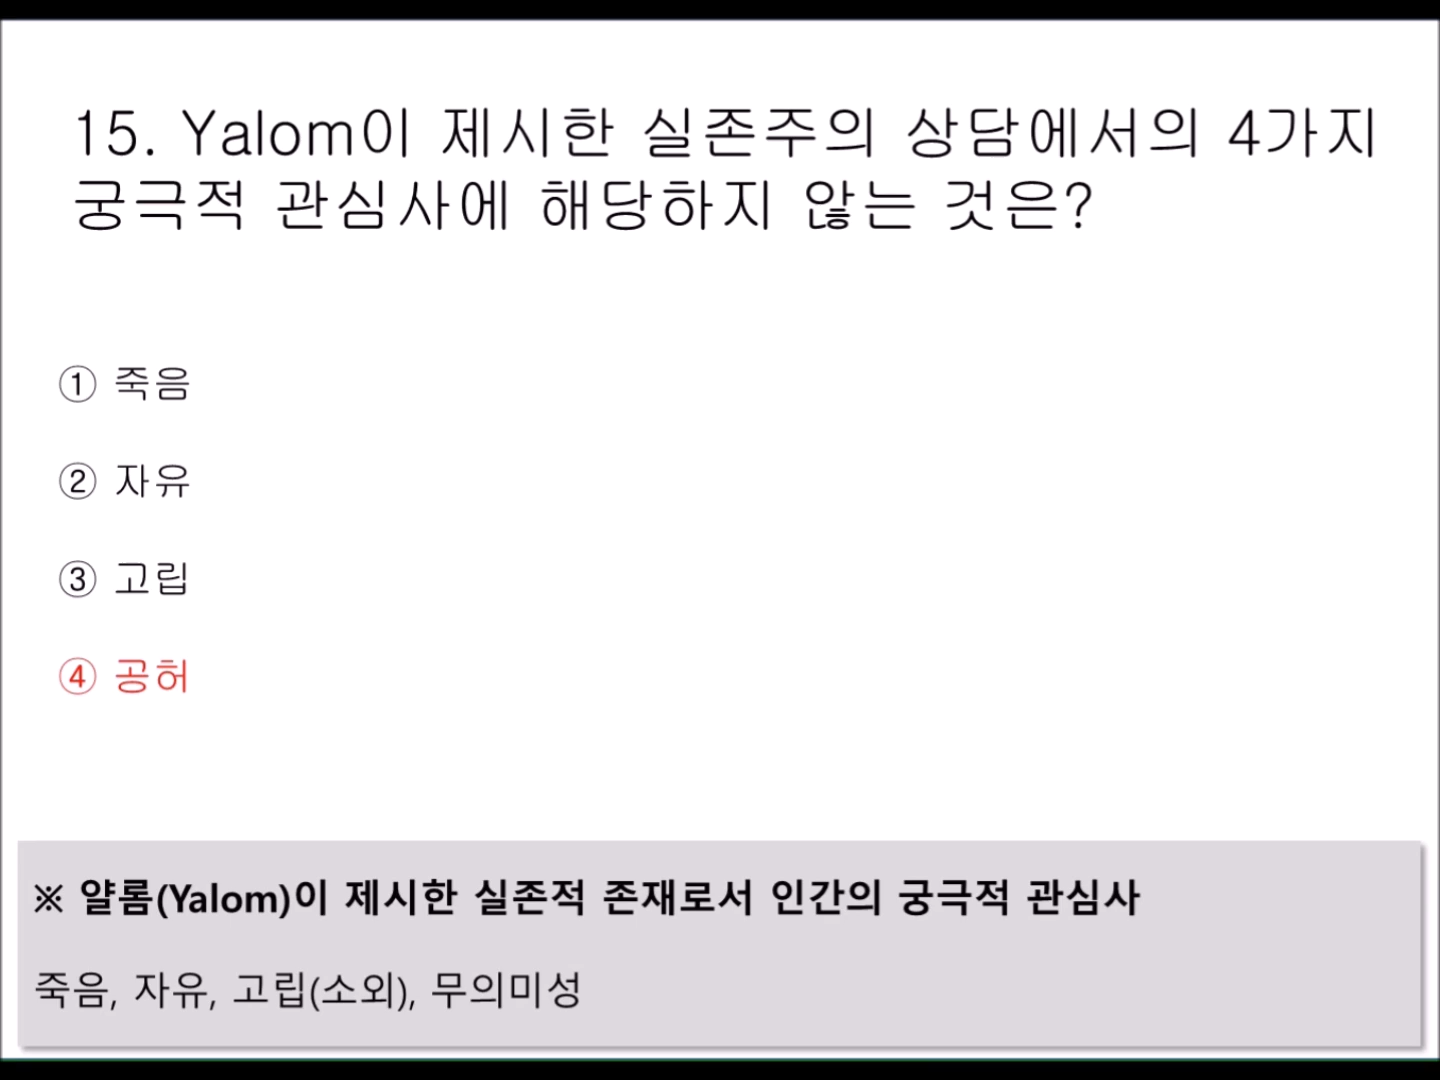 15. Yalom이 제시한 실존주의 상담에서의 4가지
궁극적 관심사에 해당하지 않는 것은?
① 죽음
② 자유
③ 고립
④ 공허
※ 얄롬(Yalom)이 제시한 실존적 존재로서 인간의 궁극적 관심사
죽음, 자유, 고립(소외), 무의미성